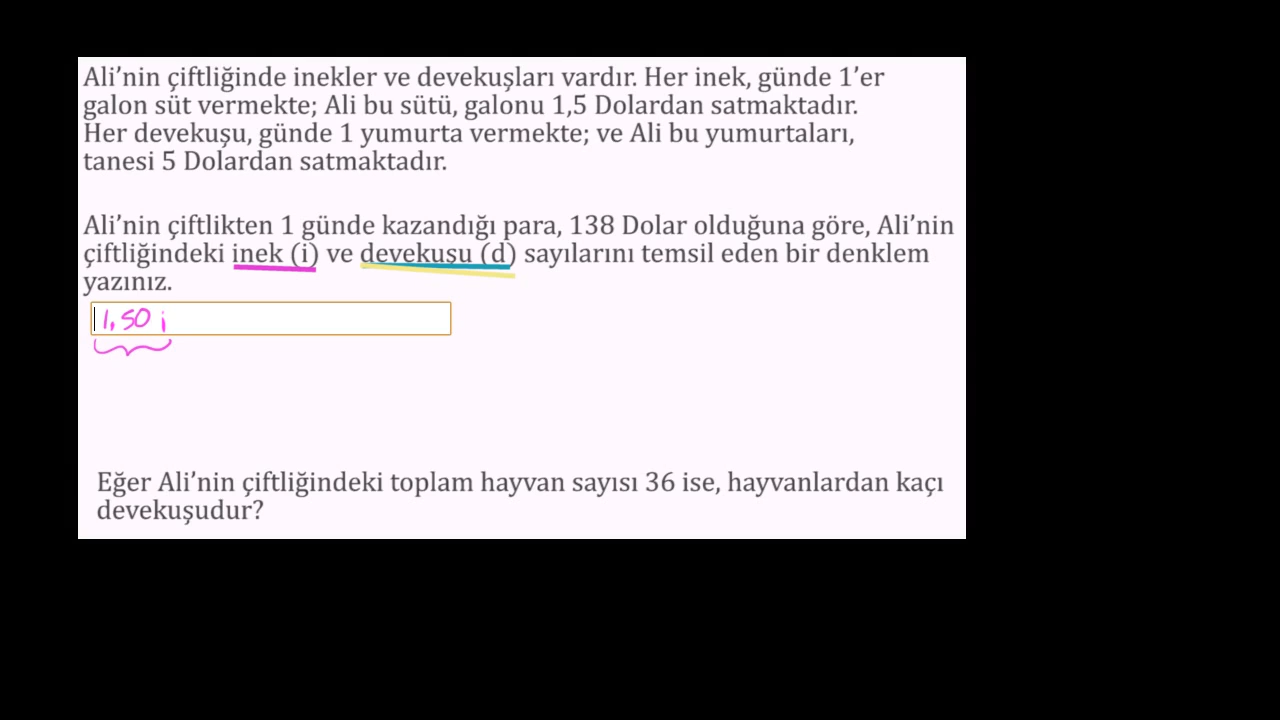 Ali’nin çiftliğinde inekler ve devekuşları vardır. Her inek, günde 1’er
galon süt vermekte; Ali bu sütü, galonu 1,5 Dolardan satmaktadır.
Her devekuşu, günde 1 yumurta vermekte; ve Ali bu yumurtaları,
tanesi 5 Dolardan satmaktadır.
Ali’nin çiftlikten 1 günde kazandığı para, 138 Dolar olduğuna göre, Ali’nin
çiftliğindeki inek (i) ve devekuşu (d) sayılarını temsil eden bir denklem
yazınız.
1,50 i
Eğer Ali’nin çiftliğindeki toplam hayvan sayısı 36 ise, hayvanlardan kaçı
devekuşudur?